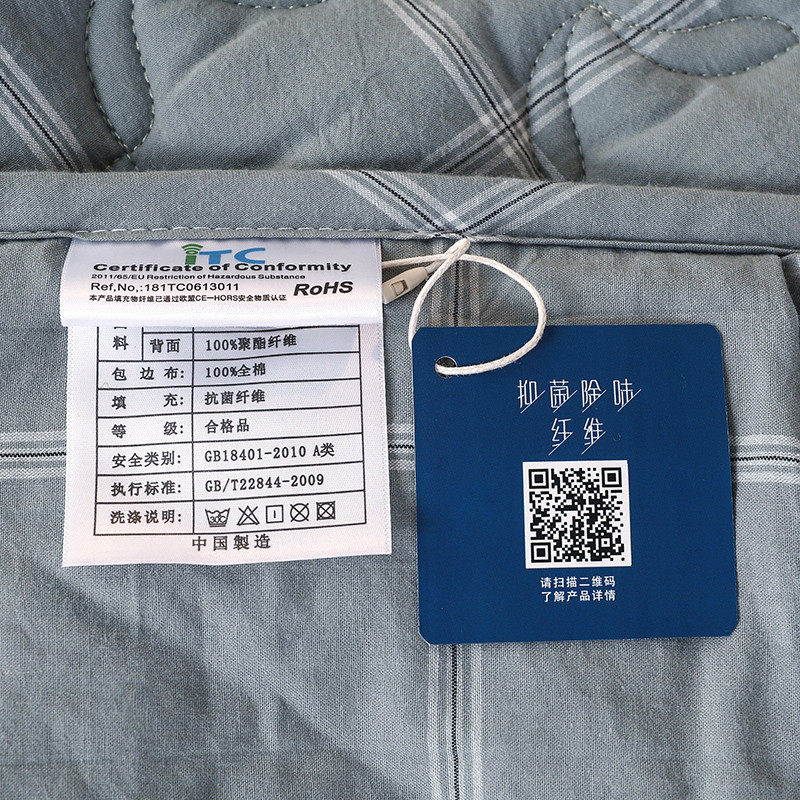 iTC
Certificate of Conformity
2011/65/EU Restriction of Hazardous Substance
Ref,No,:181TC0613011
RoHS
本产品填充物纤维已通过欧盟CE一HORS安全物质认证
料 背面 100%聚酯纤维
包 边 布: 100%全棉
填 充: 抗菌纤维
等 级: 合格品
安全类别: GB18401-2010 A类
执行标准: GB/T22844-2009
洗涤说明:
中国製造
抑菌除味
纤维
请扫描二维码
了解产品详情